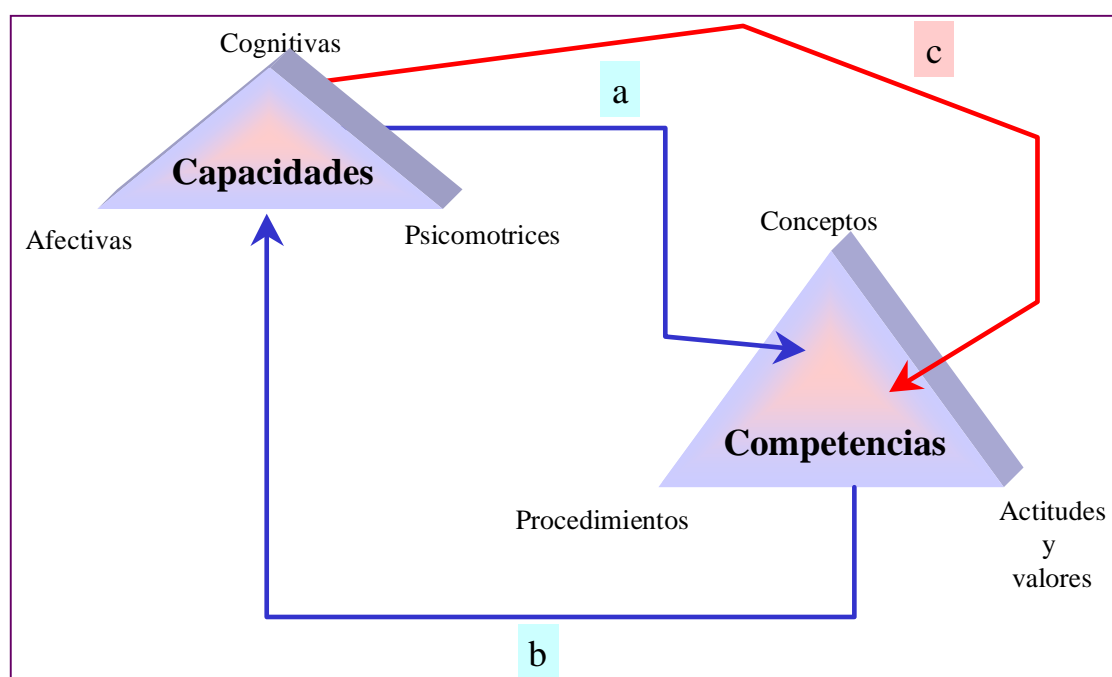 Cognitivas
c
a
Capacidades
Afectivas
Psicomotrices
Conceptos
Competencias
Procedimientos
Actitudes
y
valores
b